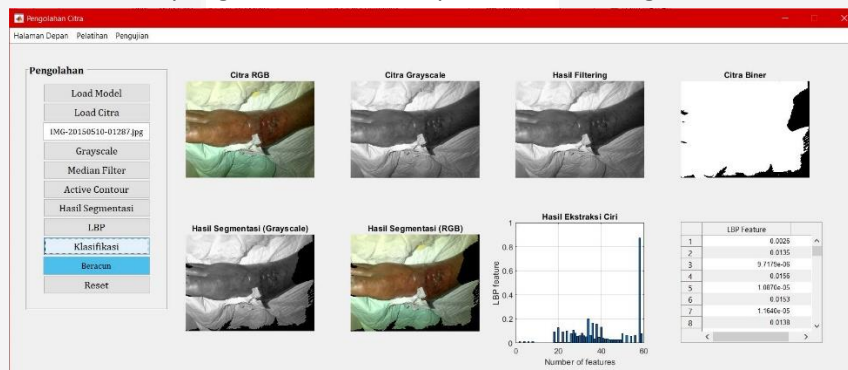 Pengolahan Citra
Halaman Depan Pelatihan Pengujian
Pengolahan
Load Model
Load Citra
IMG-20150510-01287.jpg
Grayscale
Median Filter
Active Contour
Hasil Segmentasi
LBP
Klasifikasi
Beracun
Reset
Citra RGB
Citra Grayscale
Hasil Filtering
Citra Biner
Hasil Segmentasi (Grayscale)
Hasil Segmentasi (RGB)
Hasil Ekstraksi Ciri
LBP feature
1
0.8
0.6
0.4
0.2
0
0 20 40 60
Number of features
LBP Feature
1 0.0026
2 0.0135
3 9.7179e-06
4 0.0156
5 1.0870e-05
6 0.0153
7 1.1640e-05
8 0.0138